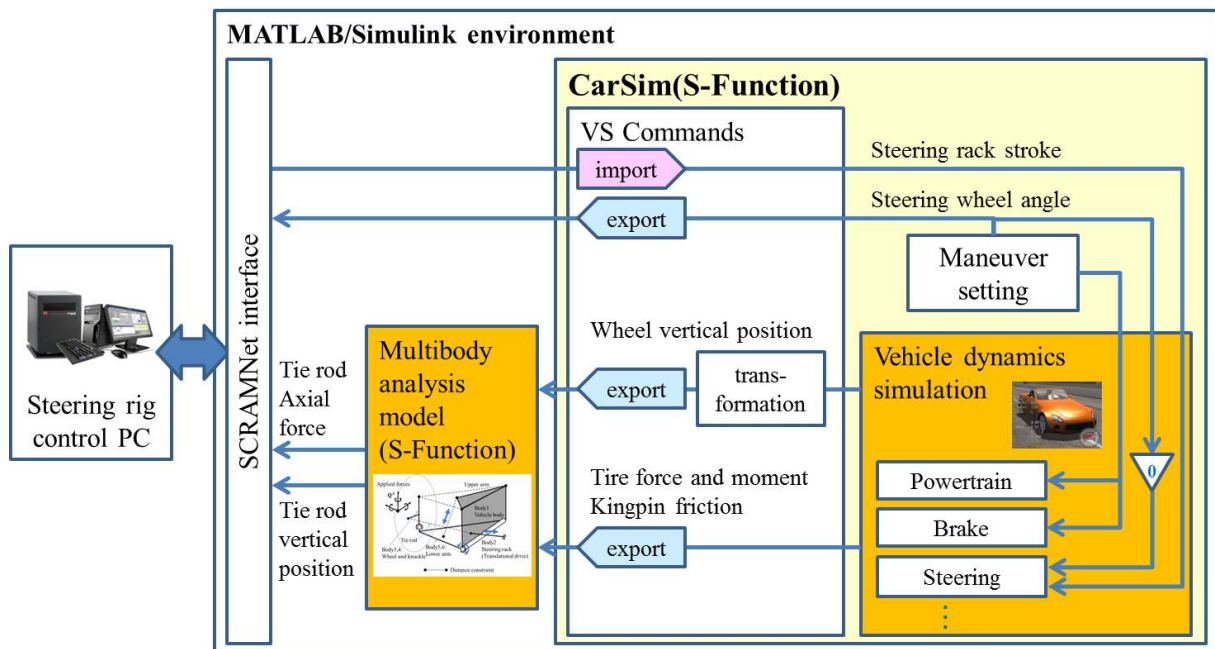 MATLAB/Simulink environment
CarSim(S-Function)
VS Commands
import
Steering rack stroke
export
Steering wheel angle
Maneuver
setting
SCRAMNet interface
Steering rig
control PC
Tie rod
Axial
force
Tie rod
vertical
position
Multibody
analysis
model
(S-Function)
Applied forces
Upper arm
Body1
Vehicle body
Tie rod
Body3,4:
Wheel and knuckle
Body5,6:
Lower arm
Body2
Steering rack
(Translational drive)
Distance constraint
Wheel vertical position
export
trans-
formation
Tire force and moment
Kingpin friction
export
Vehicle dynamics
simulation
0
Powertrain
Brake
Steering
⋮